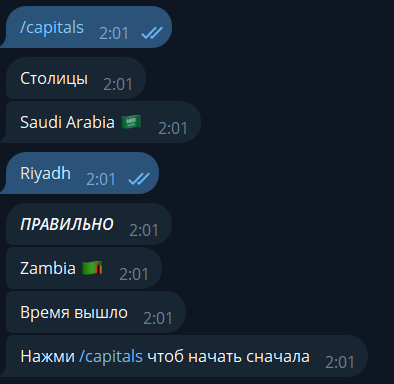 /capitals 2:01
Столицы 2:01
Saudi Arabia 🇸🇦 2:01
Riyadh 2:01
ПРАВИЛЬНО 2:01
Zambia 🇿🇲 2:01
Время вышло 2:01
Нажми /capitals чтоб начать сначала 2:01